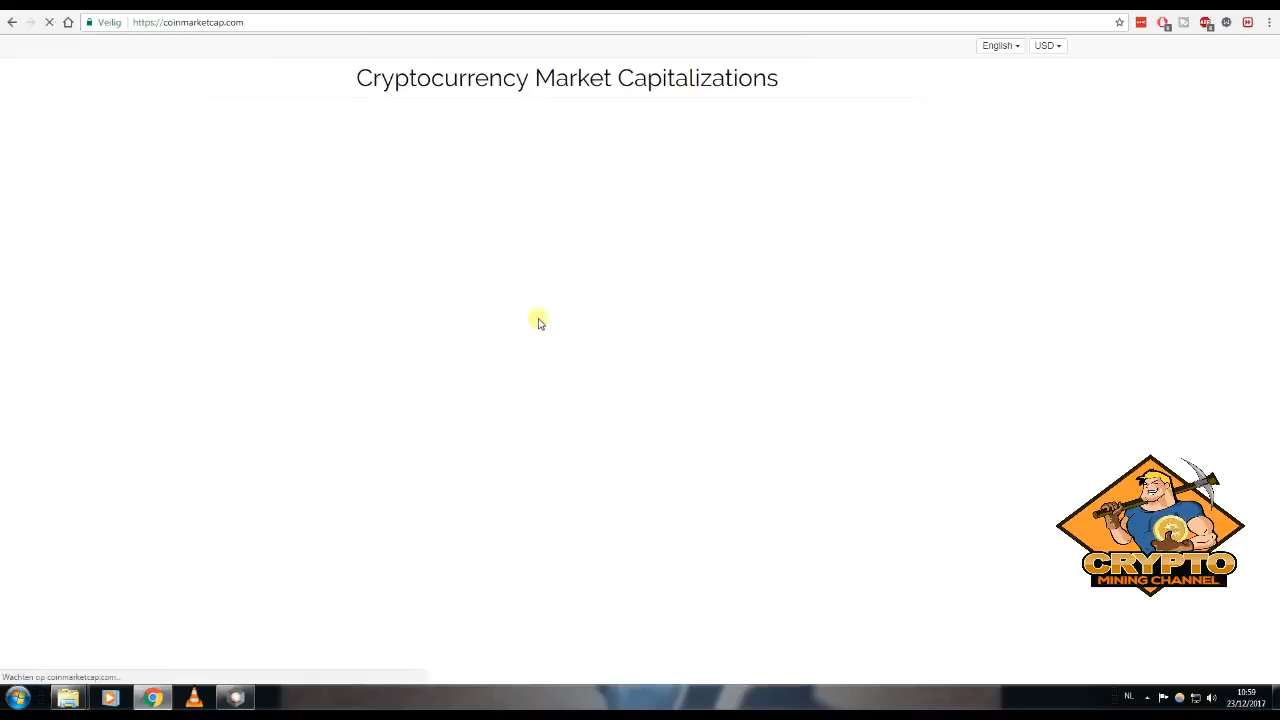 Veilig
https://coinmarketcap.com
English
USD
Cryptocurrency Market Capitalizations
CRYPTO
MINING CHANNEL
Wachten op coinmarketcap.com...
NL
10:59
23/12/2017